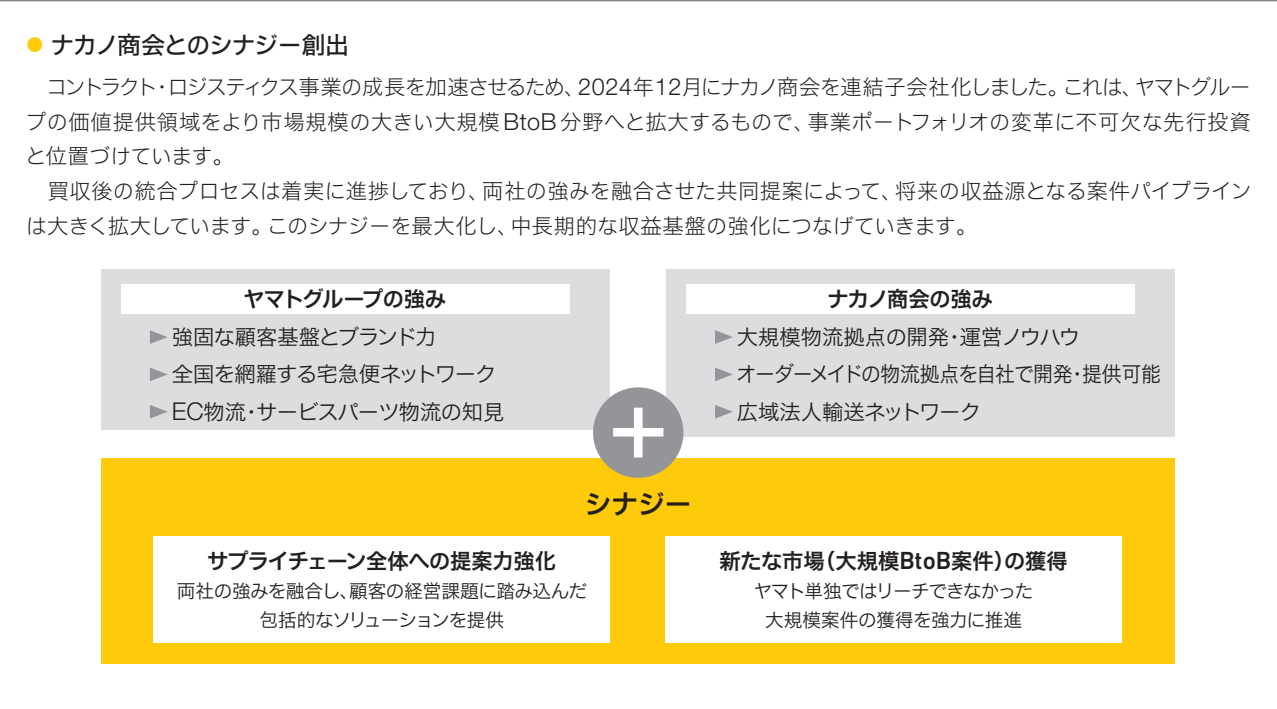 ナカノ商会とのシナジー創出
コントラクト・ロジスティクス事業の成長を加速させるため、2024年12月にナカノ商会を連結子会社化しました。これは、ヤマトグルー
プの価値提供領域をより市場規模の大きい大規模BtoB分野へと拡大するもので、事業ポートフォリオの変革に不可欠な先行投資
と位置づけています。
買収後の統合プロセスは着実に進捗しており、両社の強みを融合させた共同提案によって、将来の収益源となる案件パイプライン
は大きく拡大しています。このシナジーを最大化し、中長期的な収益基盤の強化につなげていきます。
ヤマトグループの強み
▶強固な顧客基盤とブランド力
▶全国を網羅する宅急便ネットワーク
▶EC物流・サービスパーツ物流の知見
ナカノ商会の強み
▶大規模物流拠点の開発・運営ノウハウ
▶オーダーメイドの物流拠点を自社で開発・提供可能
▶広域法人輸送ネットワーク
+
シナジー
サプライチェーン全体への提案力強化
両社の強みを融合し、顧客の経営課題に踏み込んだ
包括的なソリューションを提供
新たな市場（大規模BtoB案件）の獲得
ヤマト単独ではリーチできなかった
大規模案件の獲得を強力に推進